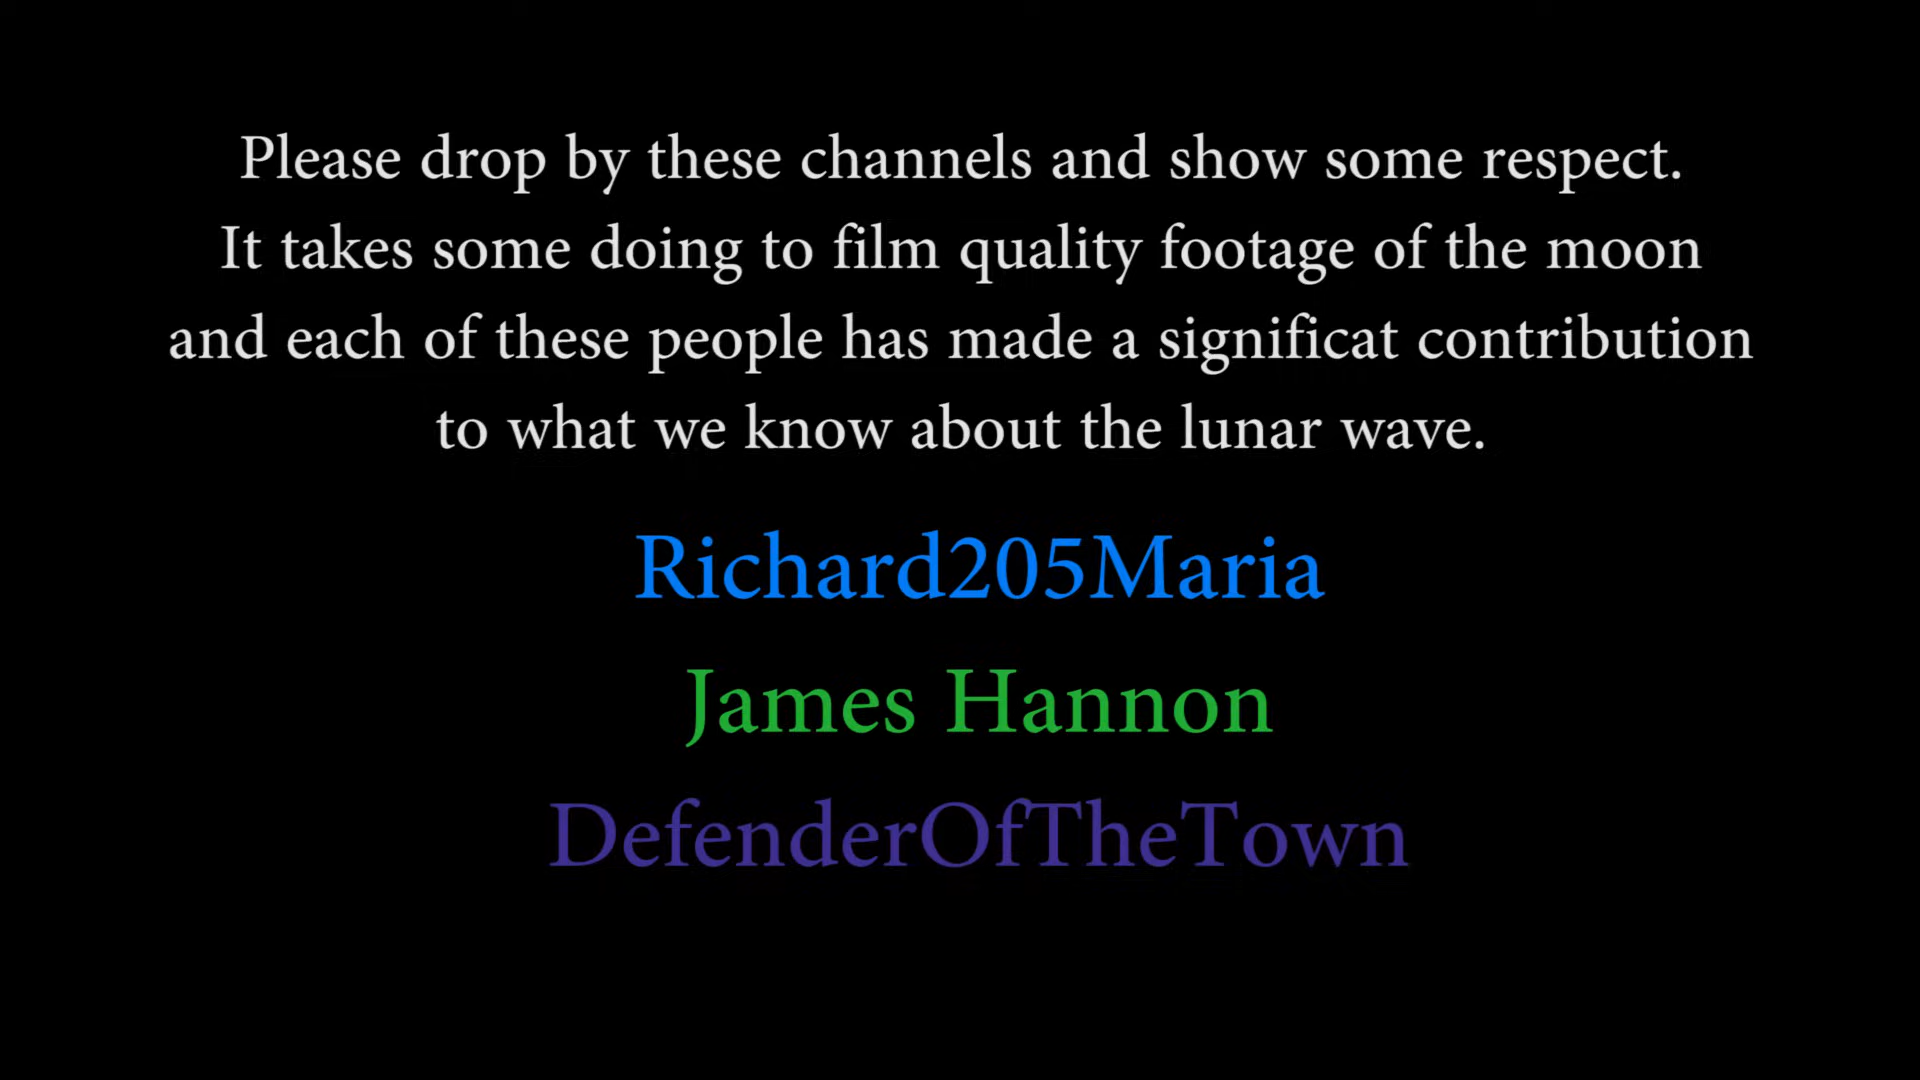 Please drop by these channels and show some respect.
It takes some doing to film quality footage of the moon
and each of these people has made a significat contribution
to what we know about the lunar wave.
Richard205Maria
James Hannon
DefenderOfTheTown